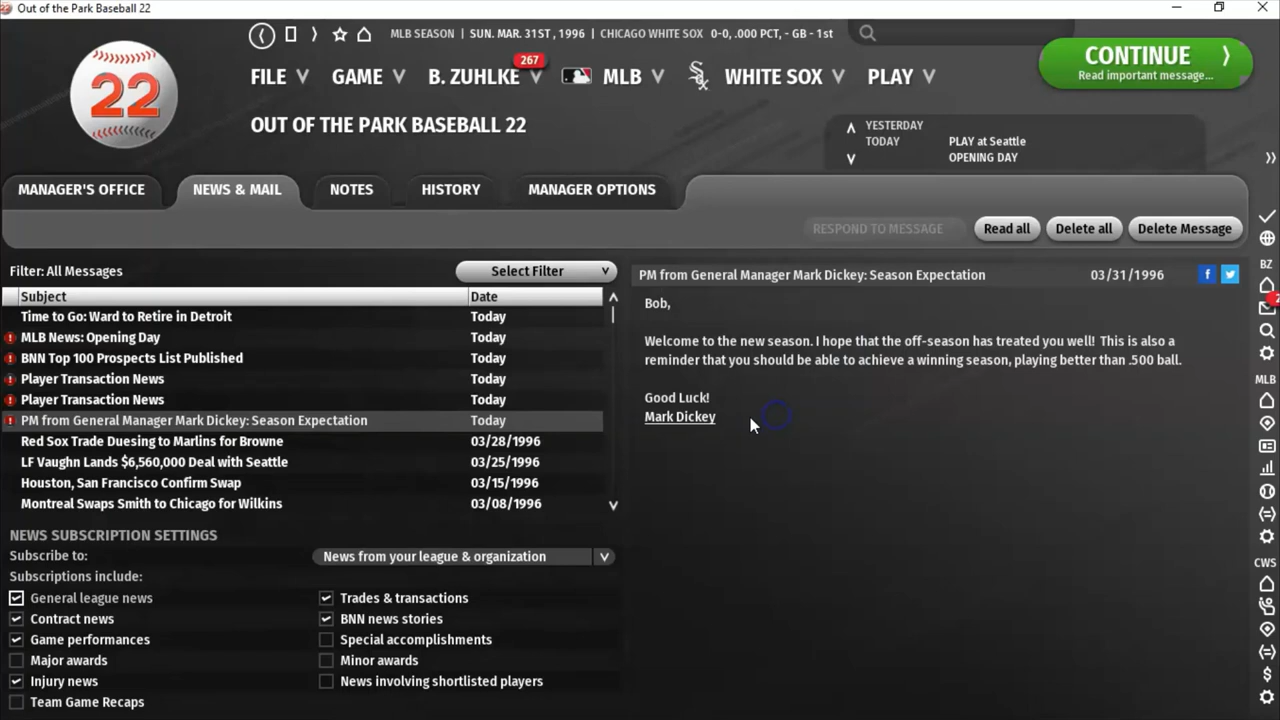 Out of the Park Baseball 22
MLB SEASON | SUN. MAR. 31ST, 1996 | CHICAGO WHITE SOX 0-0, .000 PCT, - GB - 1st
CONTINUE
Read important message...
22
FILE GAME B. ZUHLKE 267 MLB WHITE SOX PLAY
OUT OF THE PARK BASEBALL 22
YESTERDAY
TODAY PLAY at Seattle
OPENING DAY
MANAGER'S OFFICE NEWS & MAIL NOTES HISTORY MANAGER OPTIONS
RESPOND TO MESSAGE Read all Delete all Delete Message
Filter: All Messages Select Filter
Subject Date
Time to Go: Ward to Retire in Detroit Today
MLB News: Opening Day Today
BNN Top 100 Prospects List Published Today
Player Transaction News Today
Player Transaction News Today
PM from General Manager Mark Dickey: Season Expectation Today
Red Sox Trade Duesing to Marlins for Browne 03/28/1996
LF Vaughn Lands $6,560,000 Deal with Seattle 03/25/1996
Houston, San Francisco Confirm Swap 03/15/1996
Montreal Swaps Smith to Chicago for Wilkins 03/08/1996
PM from General Manager Mark Dickey: Season Expectation 03/31/1996
Bob,
Welcome to the new season. I hope that the off-season has treated you well! This is also a
reminder that you should be able to achieve a winning season, playing better than .500 ball.
Good Luck!
Mark Dickey
NEWS SUBSCRIPTION SETTINGS
Subscribe to: News from your league & organization
Subscriptions include:
General league news Trades & transactions
Contract news BNN news stories
Game performances Special accomplishments
Major awards Minor awards
Injury news News involving shortlisted players
Team Game Recaps
BZ
MLB
CWS